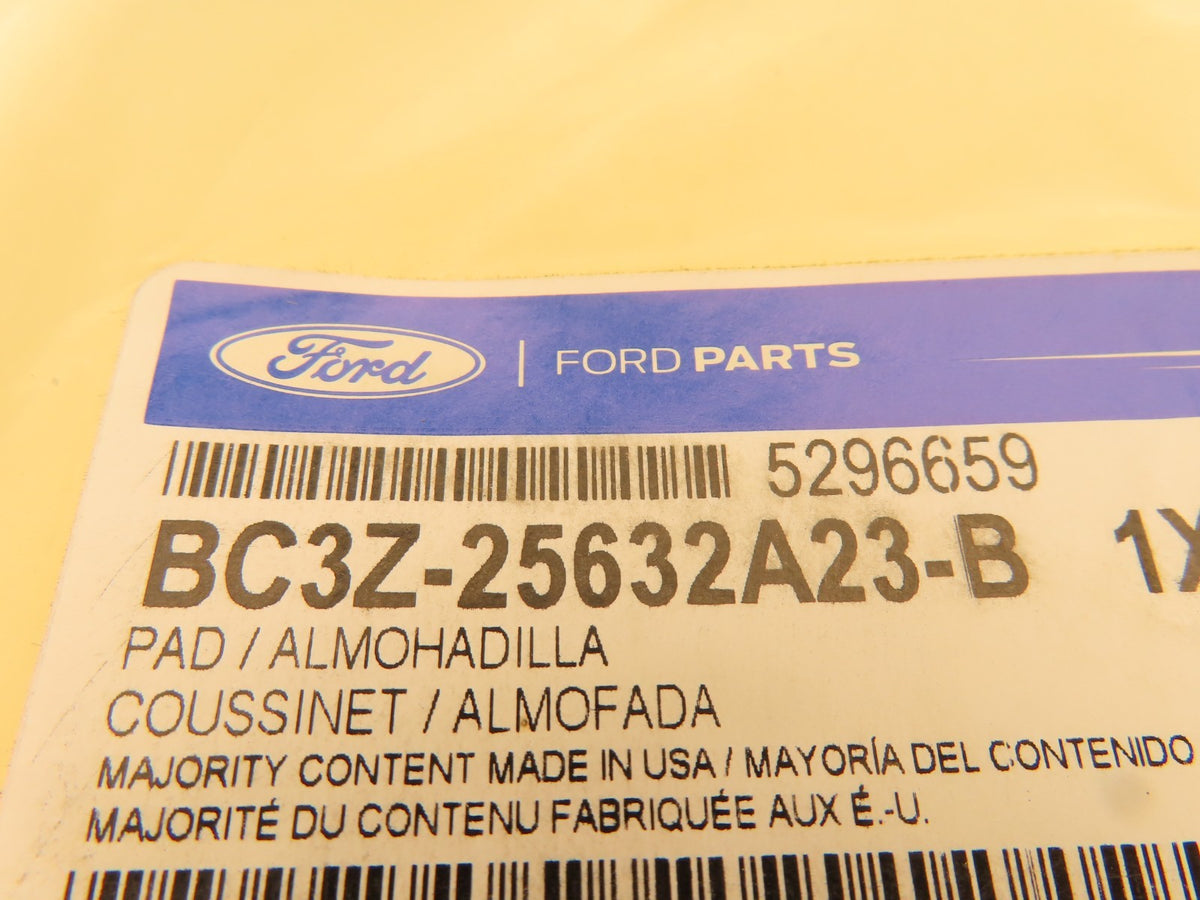 Ford | FORD PARTS
5296659
BC3Z-25632A23-B 1X
PAD / ALMOHADILLA
COUSSINET / ALMOFADA
MAJORITY CONTENT MADE IN USA / MAYORÍA DEL CONTENIDO
MAJORITÉ DU CONTENU FABRIQUÉE AUX É.-U.